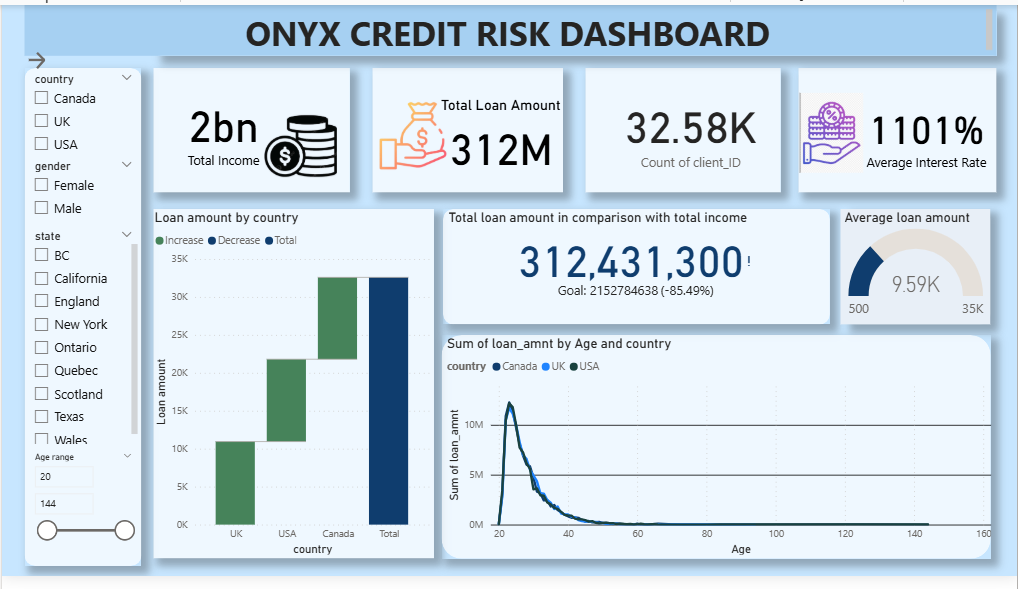 ONYX CREDIT RISK DASHBOARD
country
Canada
UK
USA
gender
Female
Male
state
BC
California
England
New York
Ontario
Quebec
Scotland
Texas
Wales
Age range
20
144
2bn
Total Income
$
Total Loan Amount
312M
$
32.58K
Count of client_ID
%
1101%
Average Interest Rate
Loan amount by country
Increase Decrease Total
35K
30K
25K
20K
15K
10K
5K
0K
Loan amount
UK USA Canada Total
country
Total loan amount in comparison with total income
312,431,300!
Goal: 2152784638 (-85.49%)
Average loan amount
9.59K
500 35K
Sum of loan_amnt by Age and country
country Canada UK USA
10M
5M
0M
Sum of loan_amnt
20 40 60 80 100 120 140 160
Age